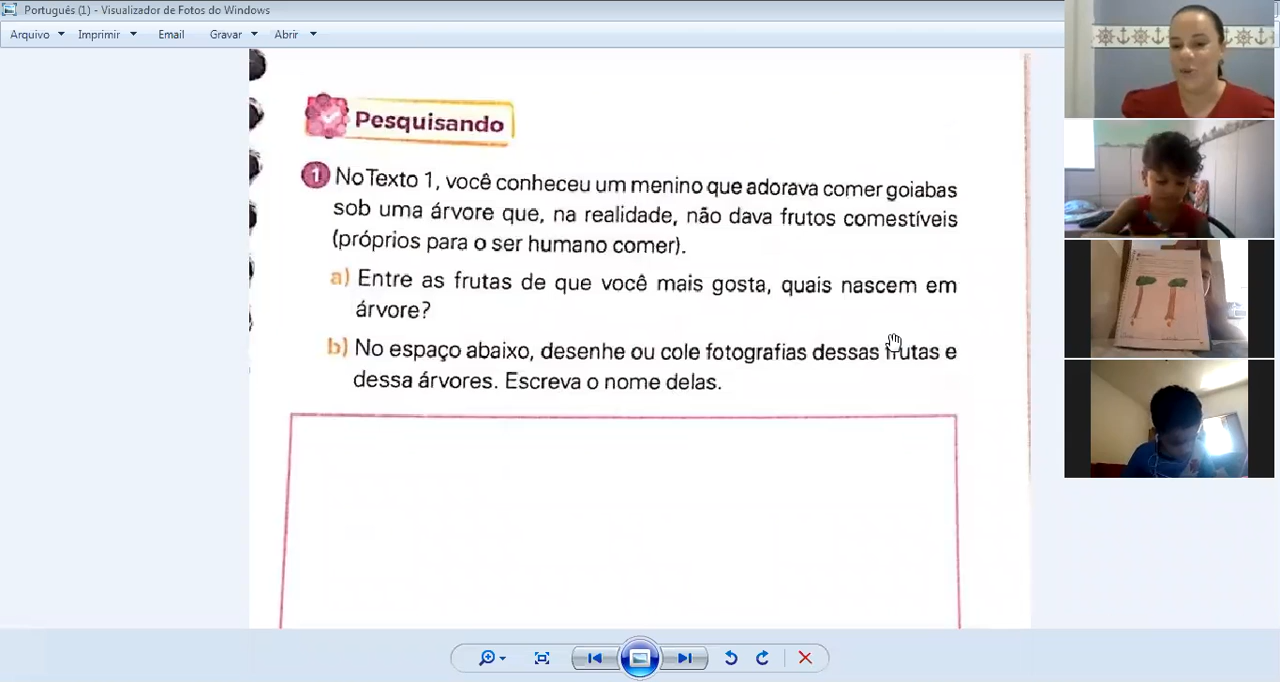 Português (1) - Visualizador de Fotos do Windows
Arquivo Imprimir Email Gravar Abrir
Pesquisando
1 No Texto 1, você conheceu um menino que adorava comer goiabas
sob uma árvore que, na realidade, não dava frutos comestíveis
(próprios para o ser humano comer).
a) Entre as frutas de que você mais gosta, quais nascem em
árvore?
b) No espaço abaixo, desenhe ou cole fotografias dessas frutas e
dessa árvores. Escreva o nome delas.